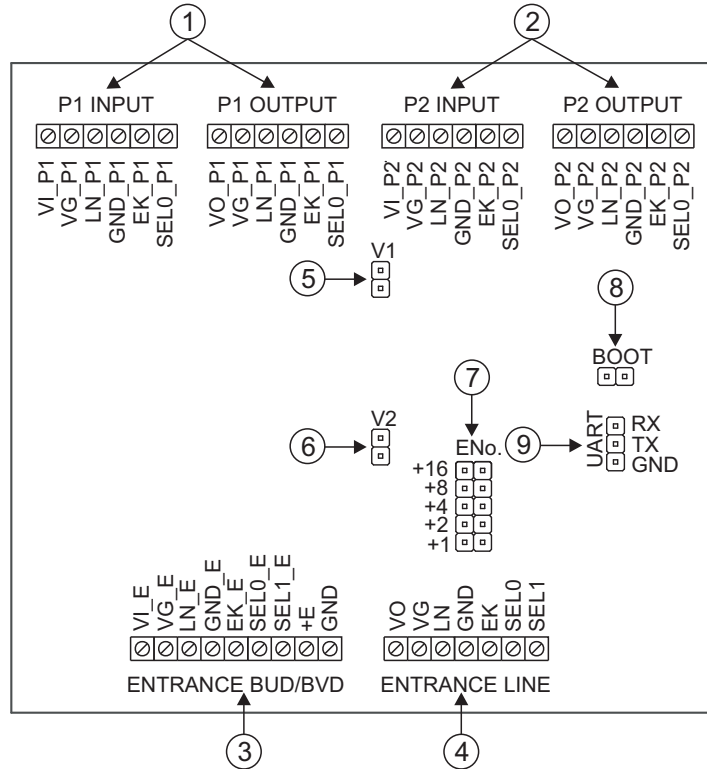 1
2
P1 INPUT
P1 OUTPUT
P2 INPUT
P2 OUTPUT
VI_P1
VG_P1
LN_P1
GND_P1
EK_P1
SEL0_P1
VO_P1
VG_P1
LN_P1
GND_P1
EK_P1
SEL0_P1
VI_P2
VG_P2
LN_P2
GND_P2
EK_P2
SEL0_P2
VO_P2
VG_P2
LN_P2
GND_P2
EK_P2
SEL0_P2
5
V1
8
BOOT
7
6
V2
ENo.
+16
+8
+4
+2
+1
9
UART
RX
TX
GND
VI_E
VG_E
LN_E
GND_E
EK_E
SEL0_E
SEL1_E
+E
GND
VO
VG
LN
GND
EK
SEL0
SEL1
ENTRANCE BUD/BVD
ENTRANCE LINE
3
4